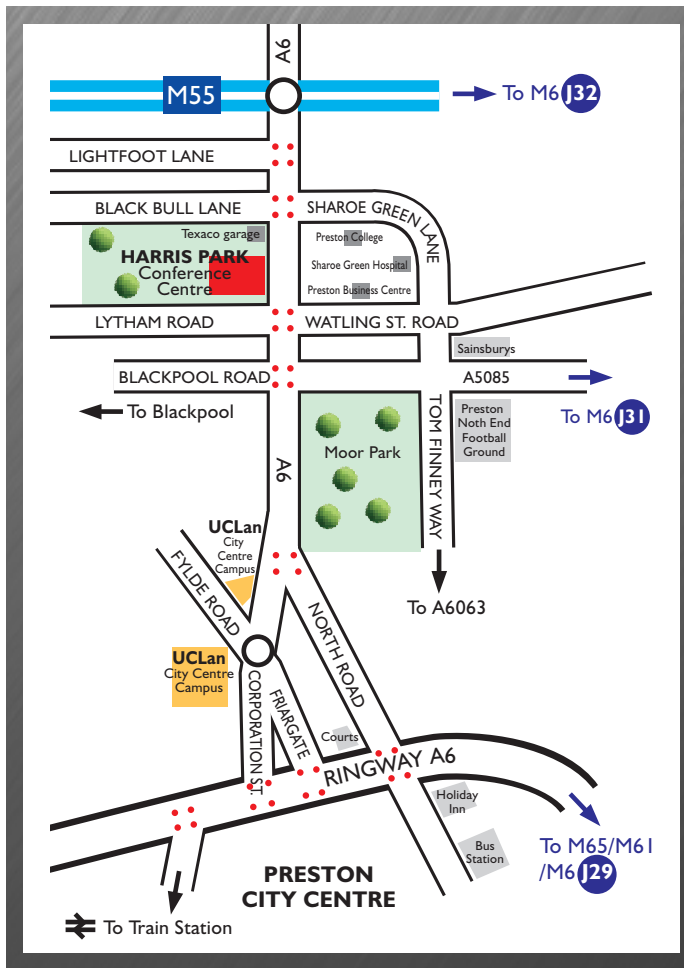 A6
M55
To M6 J32
LIGHTFOOT LANE
BLACK BULL LANE
SHAROE GREEN LANE
Texaco garage
HARRIS PARK
Conference
Centre
Preston College
Sharoe Green Hospital
Preston Business Centre
LYTHAM ROAD
WATLING ST. ROAD
Sainsburys
BLACKPOOL ROAD
A5085
To Blackpool
To M6 J31
Moor Park
TOM FINNEY WAY
Preston
Noth End
Football
Ground
A6
UCLan
City
Centre
Campus
FYLDE ROAD
To A6063
NORTH ROAD
UCLan
City Centre
Campus
CORPORATION ST.
FRIARGATE
Courts
RINGWAY A6
Holiday
Inn
Bus
Station
To M65/M61
/M6 J29
PRESTON
CITY CENTRE
To Train Station